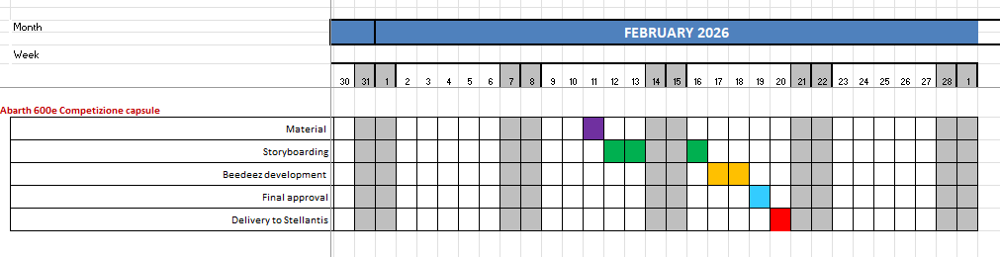 Month
FEBRUARY 2026
Week
30 31 1 2 3 4 5 6 7 8 9 10 11 12 13 14 15 16 17 18 19 20 21 22 23 24 25 26 27 28 1
Abarth 600e Competizione capsule
Material
Storyboarding
Beedeez development
Final approval
Delivery to Stellantis